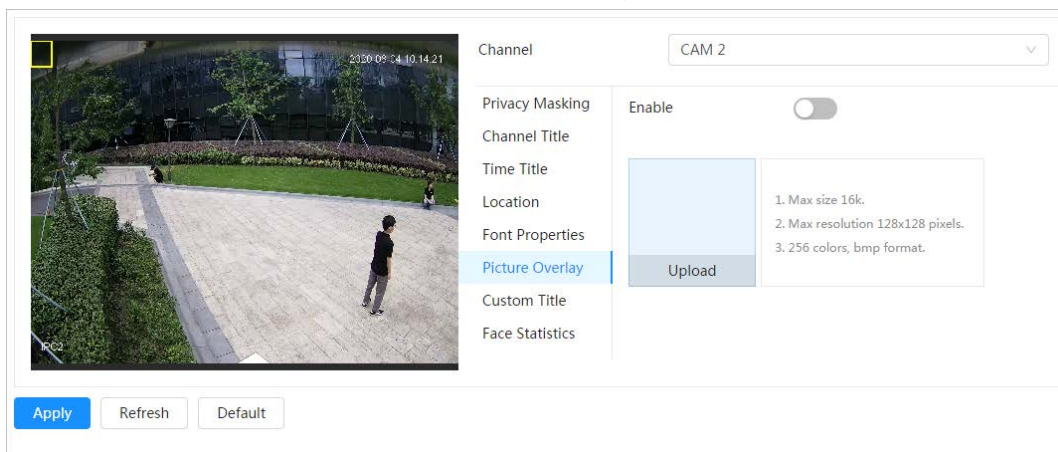 2020-08-04 10:14:21
IPC2
Channel
CAM 2
Privacy Masking
Channel Title
Time Title
Location
Font Properties
Picture Overlay
Custom Title
Face Statistics
Enable
Upload
1. Max size 16k.
2. Max resolution 128x128 pixels.
3. 256 colors, bmp format.
Apply
Refresh
Default